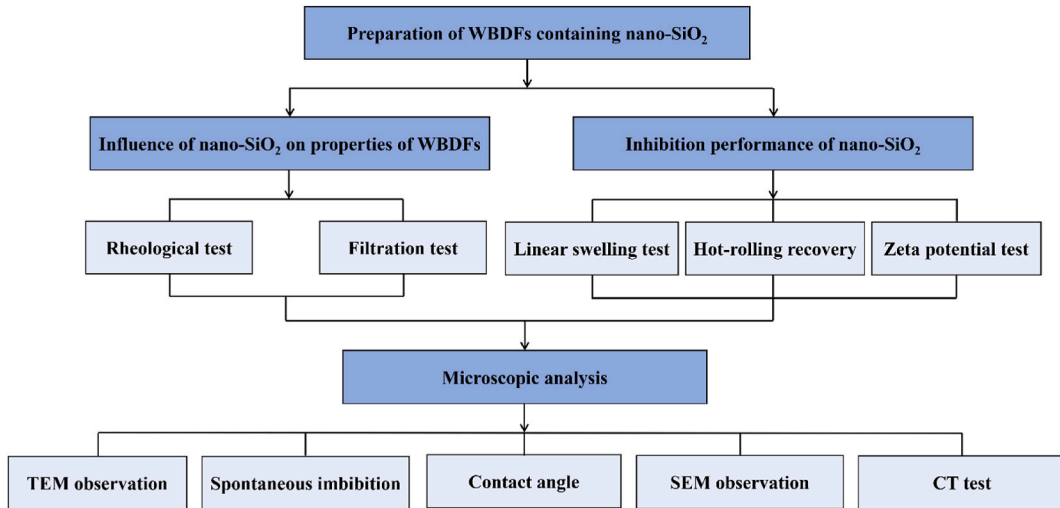 Preparation of WBDFs containing nano-SiO₂
Influence of nano-SiO₂ on properties of WBDFs
Inhibition performance of nano-SiO₂
Rheological test
Filtration test
Linear swelling test
Hot-rolling recovery
Zeta potential test
Microscopic analysis
TEM observation
Spontaneous imbibition
Contact angle
SEM observation
CT test